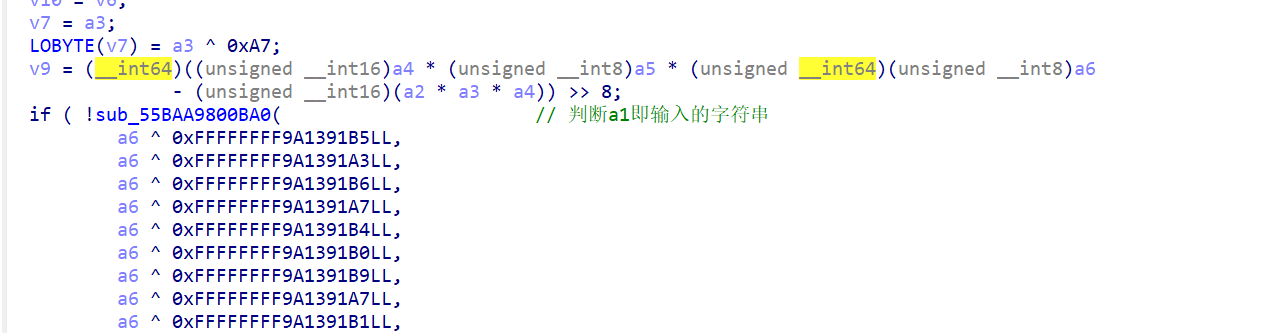 v10 = v6;
v7 = a3;
LOBYTE(v7) = a3 ^ 0xA7;
v9 = (__int64)((unsigned __int16)a4 * (unsigned __int8)a5 * (unsigned __int64)(unsigned __int8)a6
- (unsigned __int16)(a2 * a3 * a4)) >> 8;
if ( !sub_55BAA9800BA0( // 判断a1即输入的字符串
a6 ^ 0xFFFFFFFF9A1391B5LL,
a6 ^ 0xFFFFFFFF9A1391A3LL,
a6 ^ 0xFFFFFFFF9A1391B6LL,
a6 ^ 0xFFFFFFFF9A1391A7LL,
a6 ^ 0xFFFFFFFF9A1391B4LL,
a6 ^ 0xFFFFFFFF9A1391B0LL,
a6 ^ 0xFFFFFFFF9A1391B9LL,
a6 ^ 0xFFFFFFFF9A1391A7LL,
a6 ^ 0xFFFFFFFF9A1391B1LL,